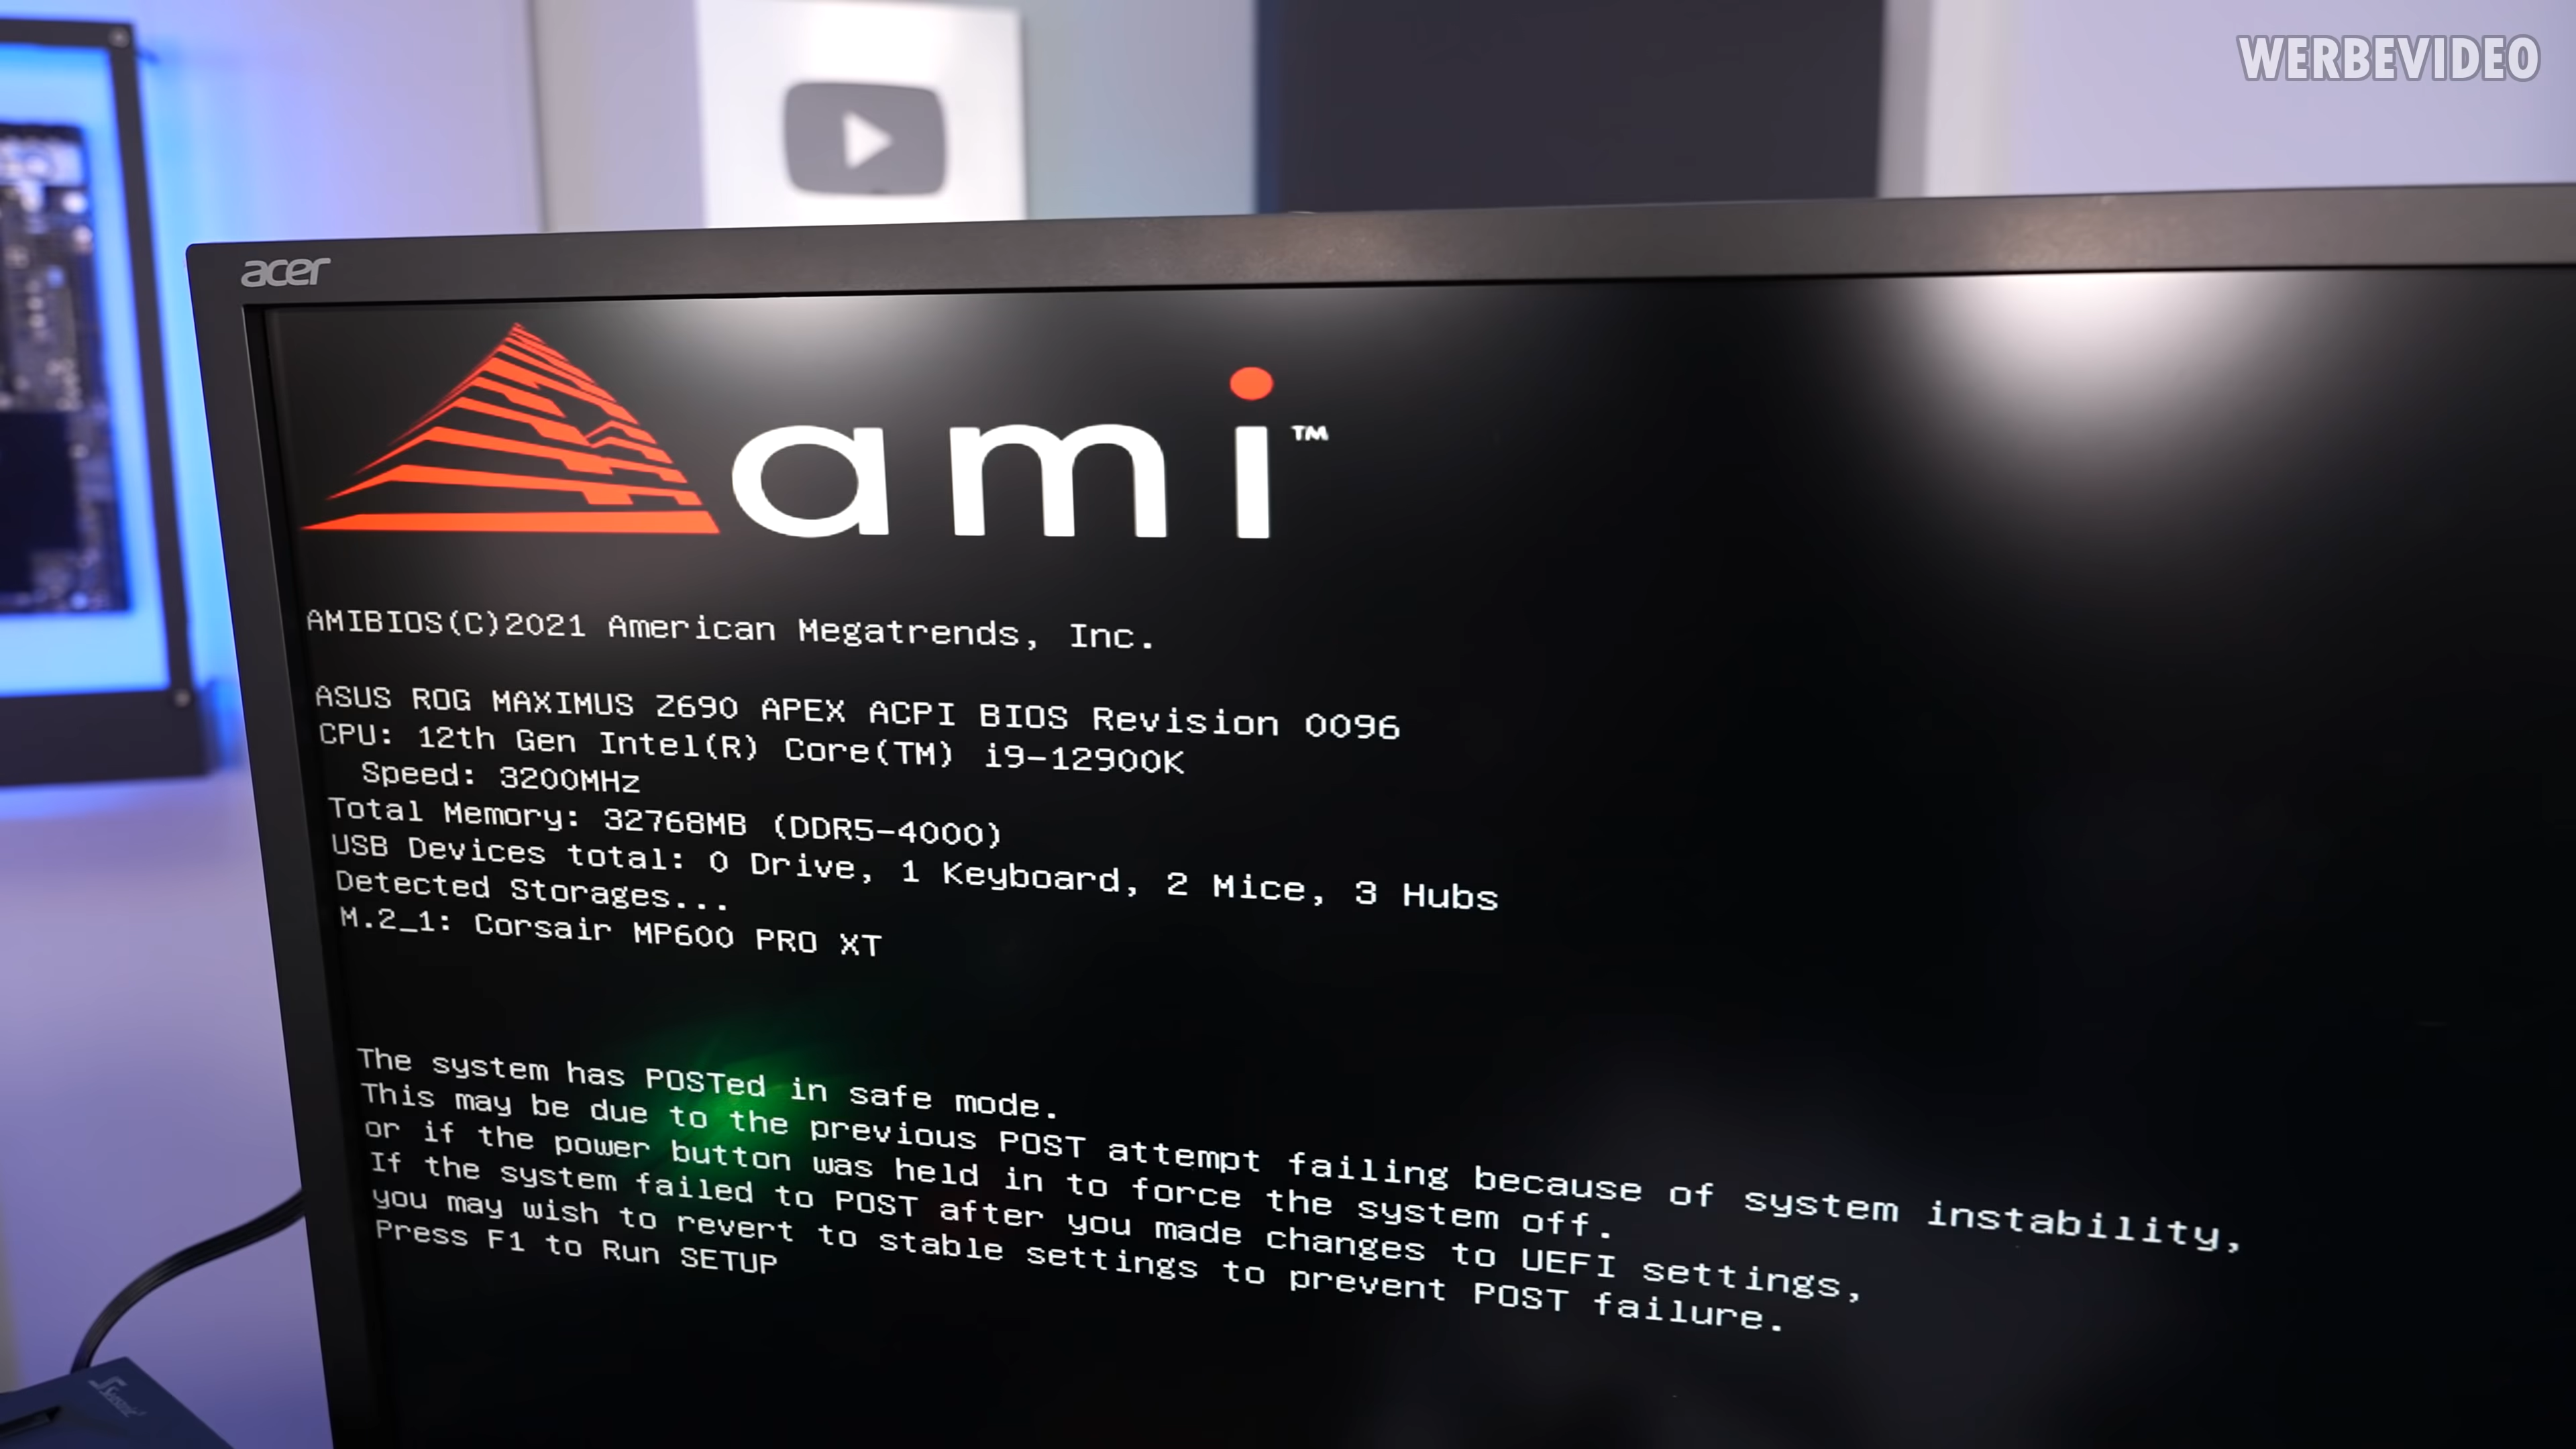 WERBEVIDEO
acer
ami™
AMIBIOS(C)2021 American Megatrends, Inc.
ASUS ROG MAXIMUS Z690 APEX ACPI BIOS Revision 0096
CPU: 12th Gen Intel(R) Core(TM) i9-12900K
Speed: 3200MHz
Total Memory: 32768MB (DDR5-4000)
USB Devices total: 0 Drive, 1 Keyboard, 2 Mice, 3 Hubs
Detected Storages...
M.2_1: Corsair MP600 PRO XT
The system has POSTed in safe mode.
This may be due to the previous POST attempt failing because of system instability,
or if the power button was held in to force the system off.
If the system failed to POST after you made changes to UEFI settings,
you may wish to revert to stable settings to prevent POST failure.
Press F1 to Run SETUP
Seasonic